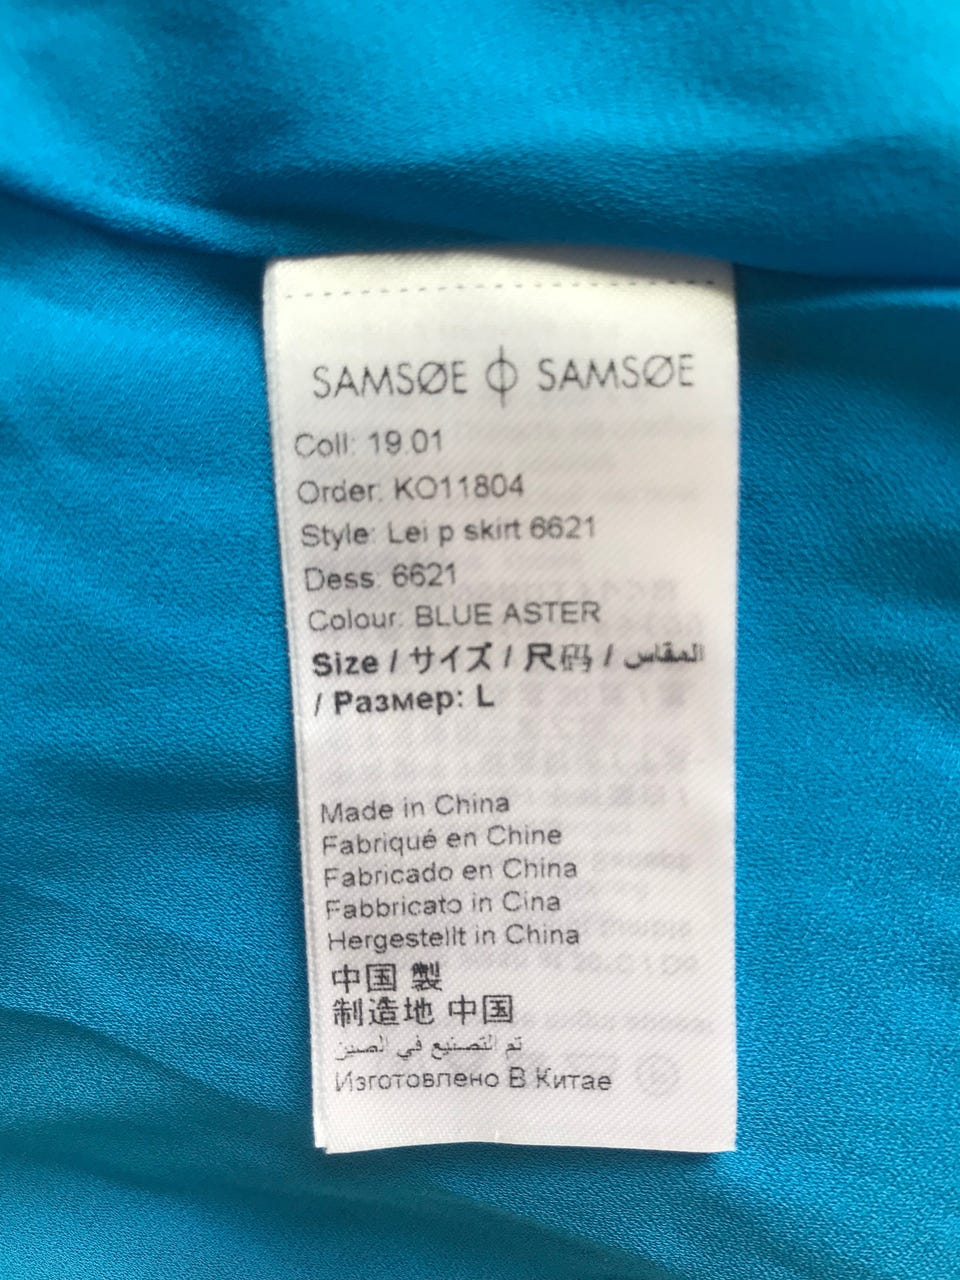 SAMSØE ϕ SAMSØE
Coll: 19.01
Order: KO11804
Style: Lei p skirt 6621
Dess: 6621
Colour: BLUE ASTER
Size / サイズ / 尺码 / المقاس
/ Размер: L
Made in China
Fabriqué en Chine
Fabricado en China
Fabbricato in Cina
Hergestellt in China
中国 製
制造地 中国
تم التصنيع في الصين
Изготовлено В Китае